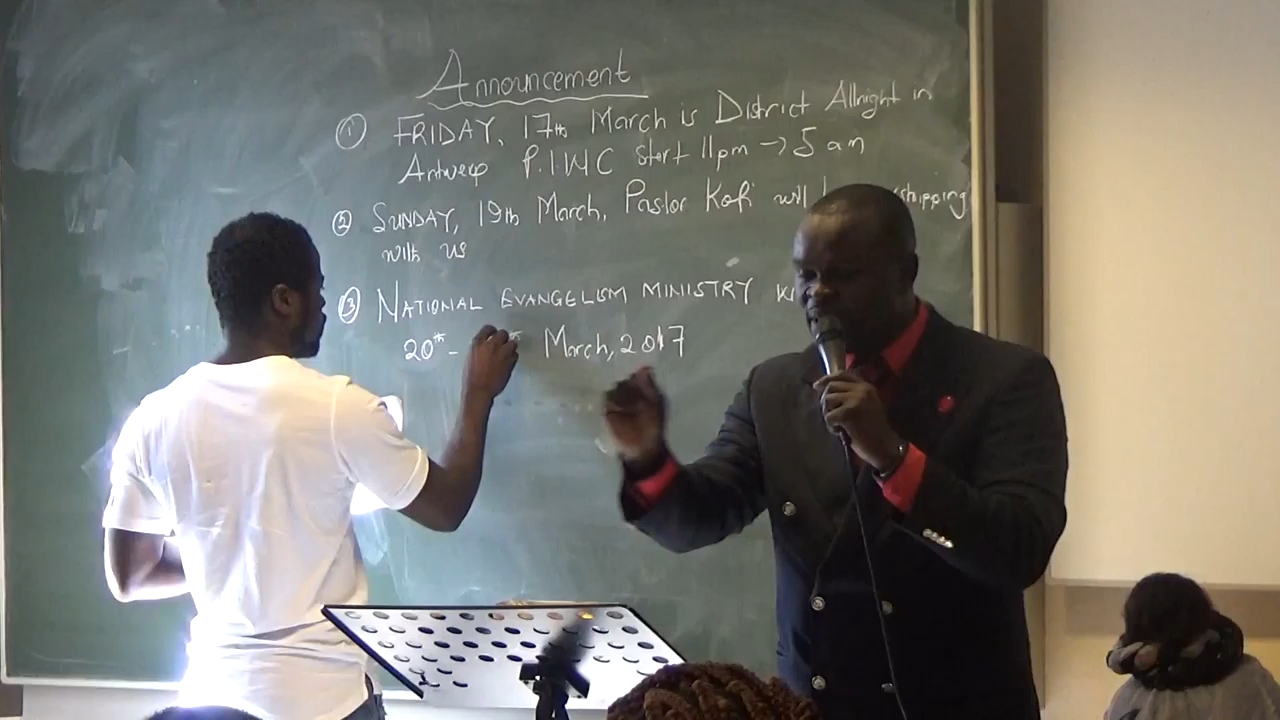 Announcement
① FRIDAY, 17th March is District Allnight in
Antwerp P.IWC start 11pm → 5 am
② SUNDAY, 19th March, Pastor Kofi will
with us
③ NATIONAL EVANGELISM MINISTRY
20th - March, 2017